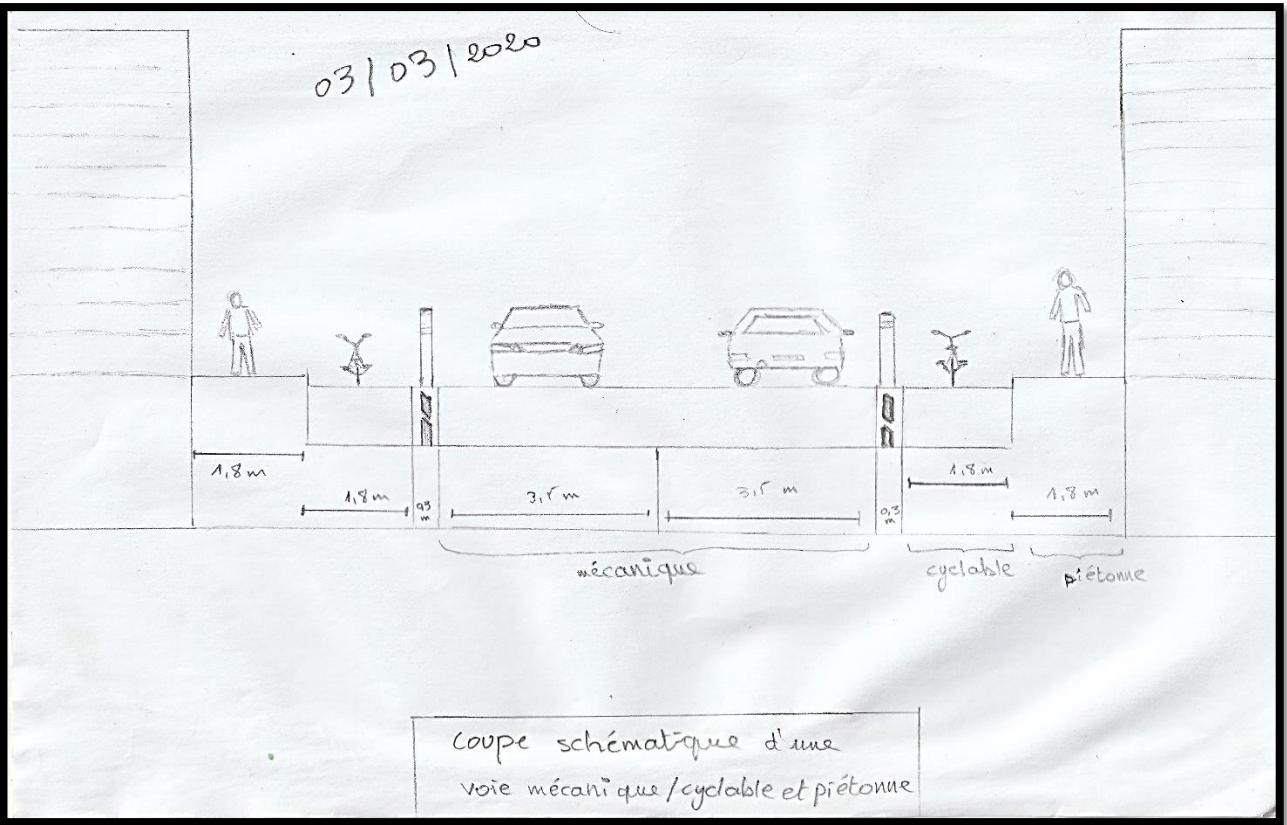 03/03/2020
1,8 m
1,8 m
0,3
m
3,5 m
3,5 m
0,3
m
1,8 m
1,8 m
mécanique
cyclable
piétonne
Coupe schématique d'une
voie mécanique/cyclable et piétonne